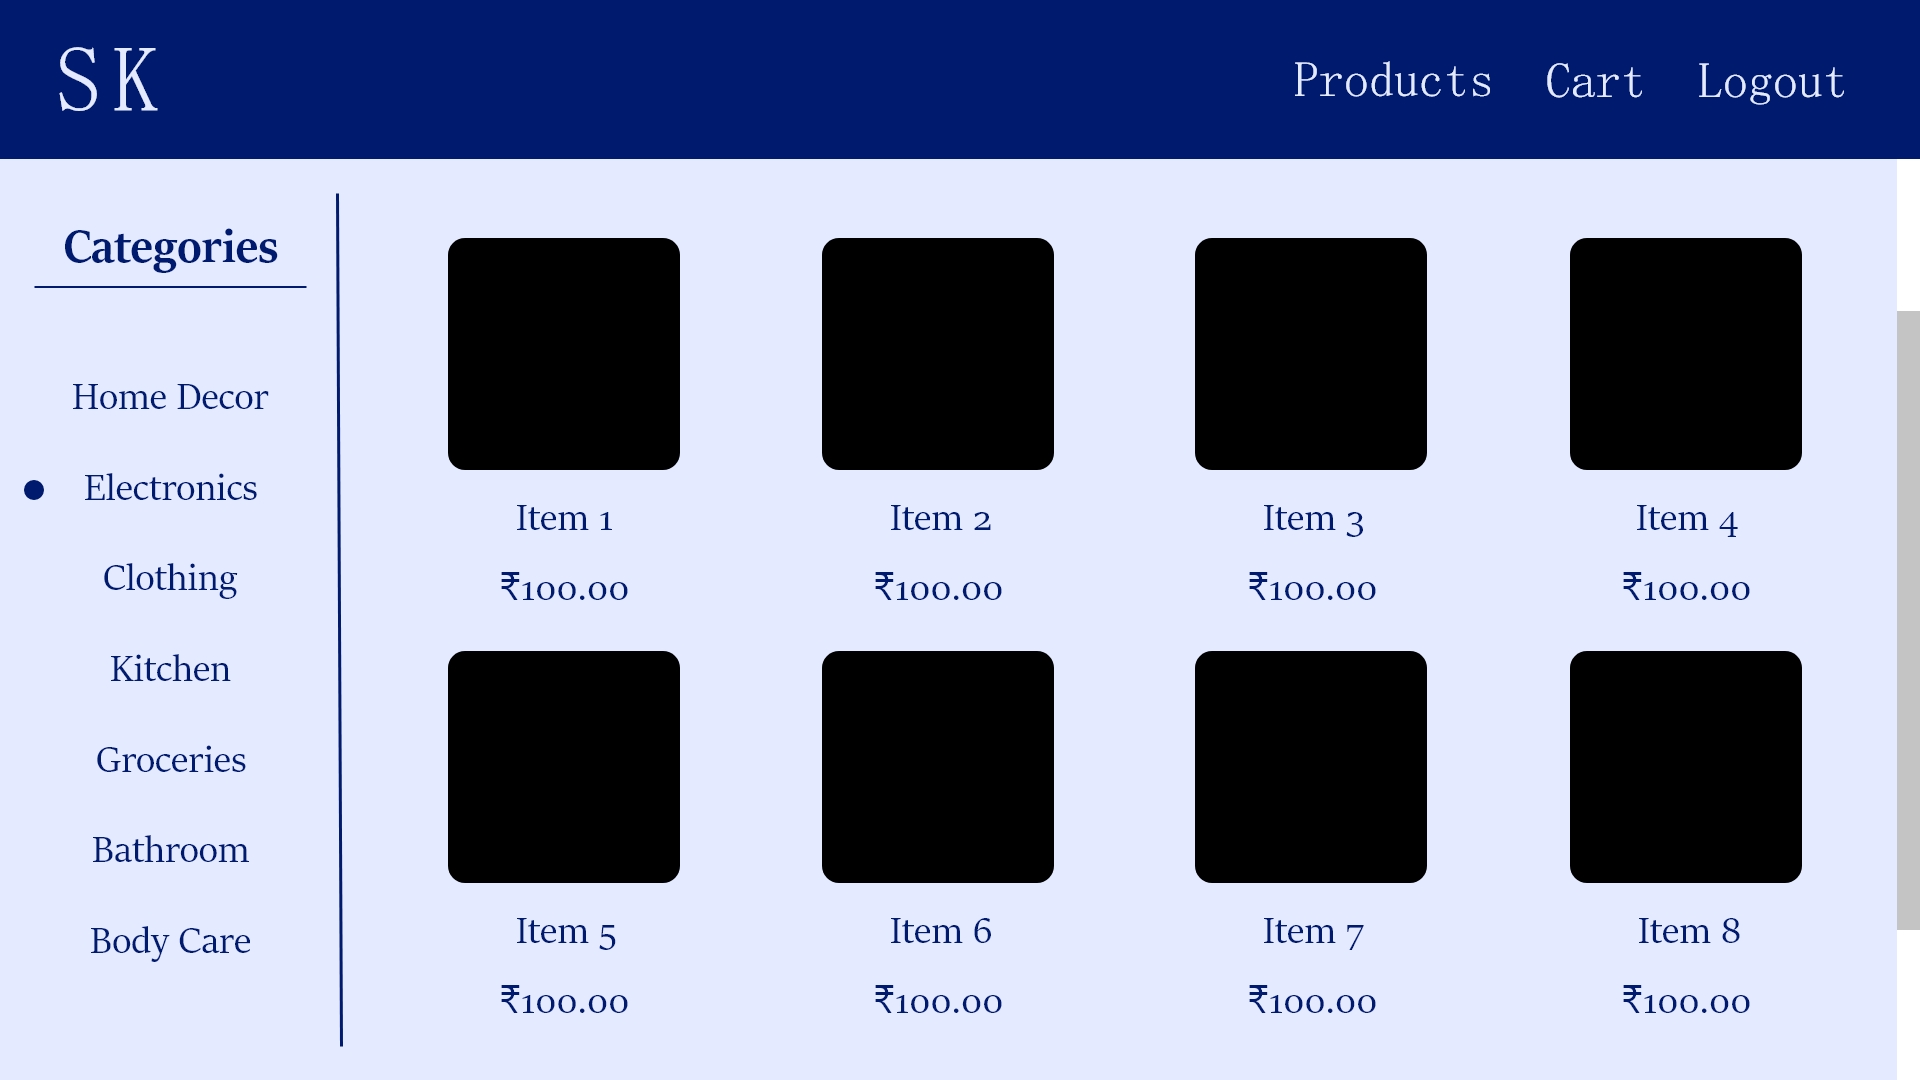 SK
Products Cart Logout
Categories
Home Decor
Electronics
Clothing
Kitchen
Groceries
Bathroom
Body Care
Item 1 Item 2 Item 3 Item 4
₹100.00 ₹100.00 ₹100.00 ₹100.00
Item 5 Item 6 Item 7 Item 8
₹100.00 ₹100.00 ₹100.00 ₹100.00